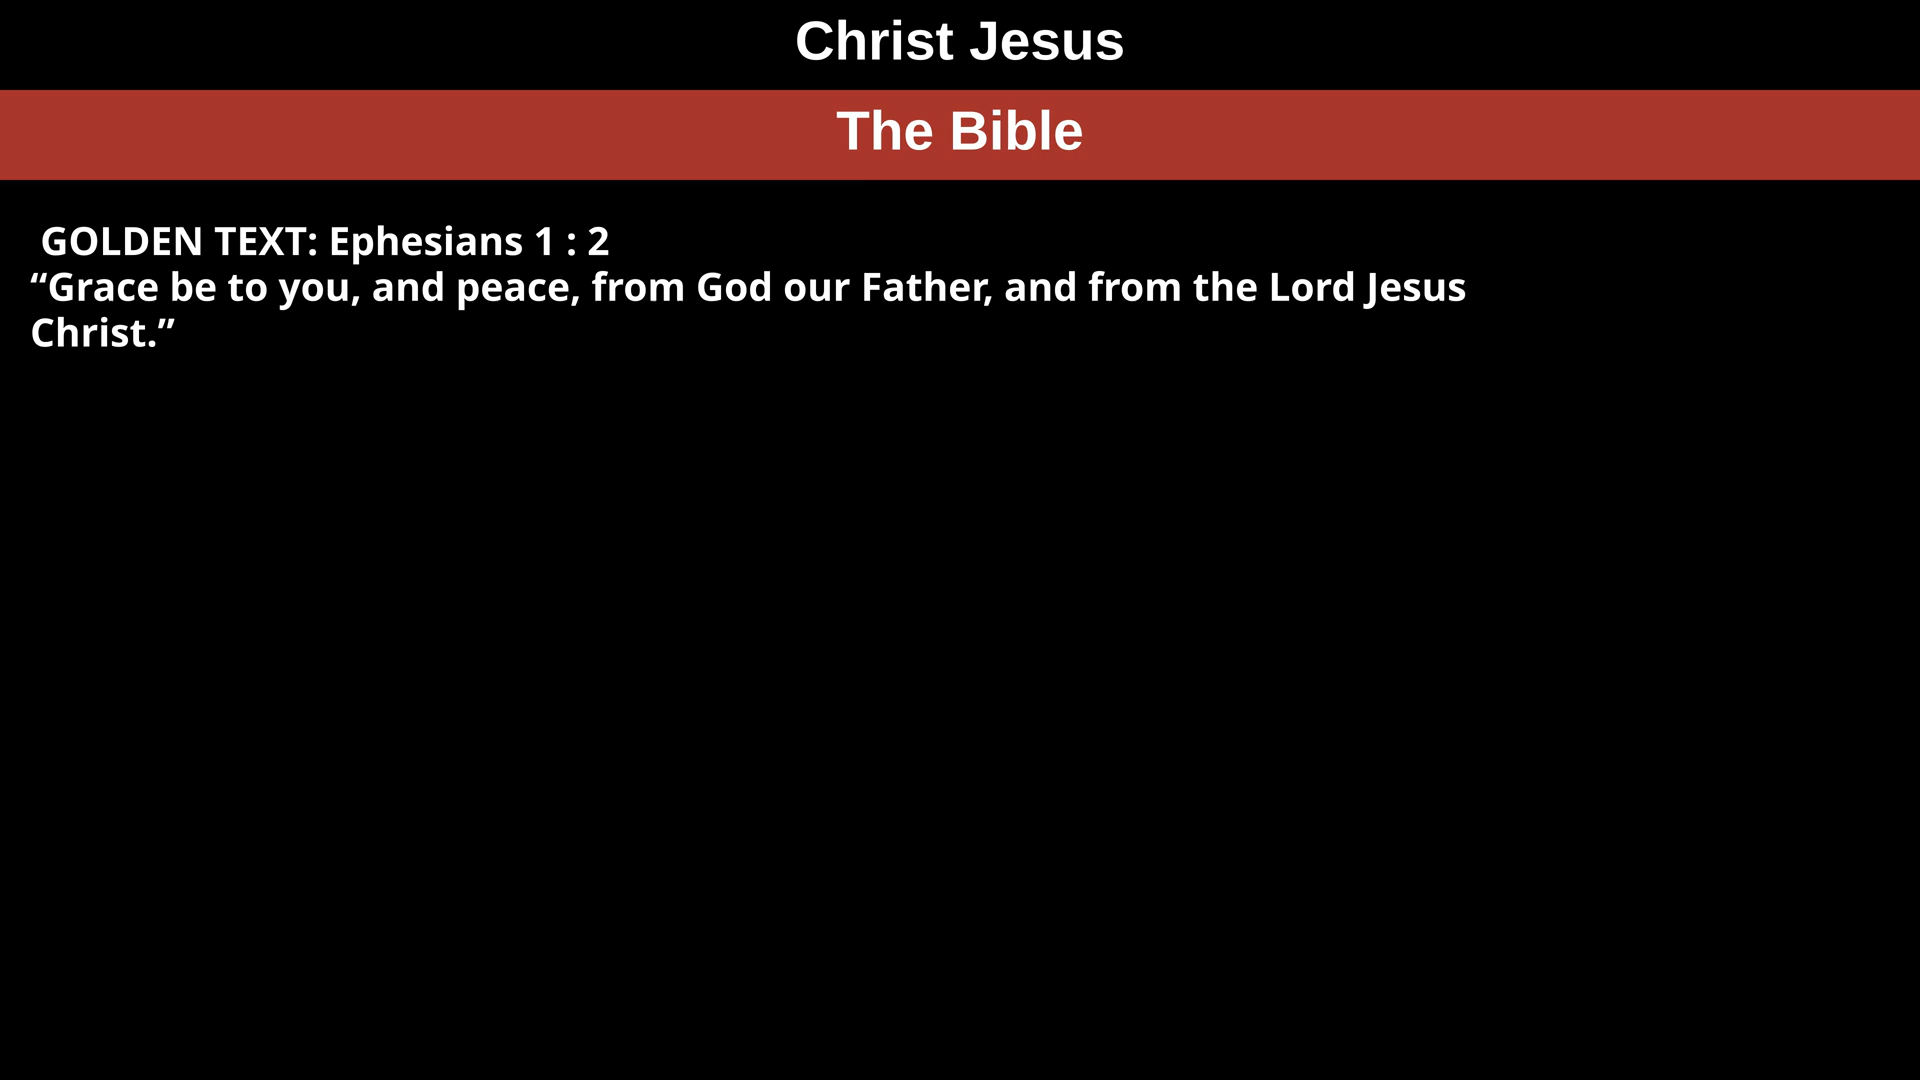 Christ Jesus
The Bible
GOLDEN TEXT: Ephesians 1 : 2
“Grace be to you, and peace, from God our Father, and from the Lord Jesus
Christ.”